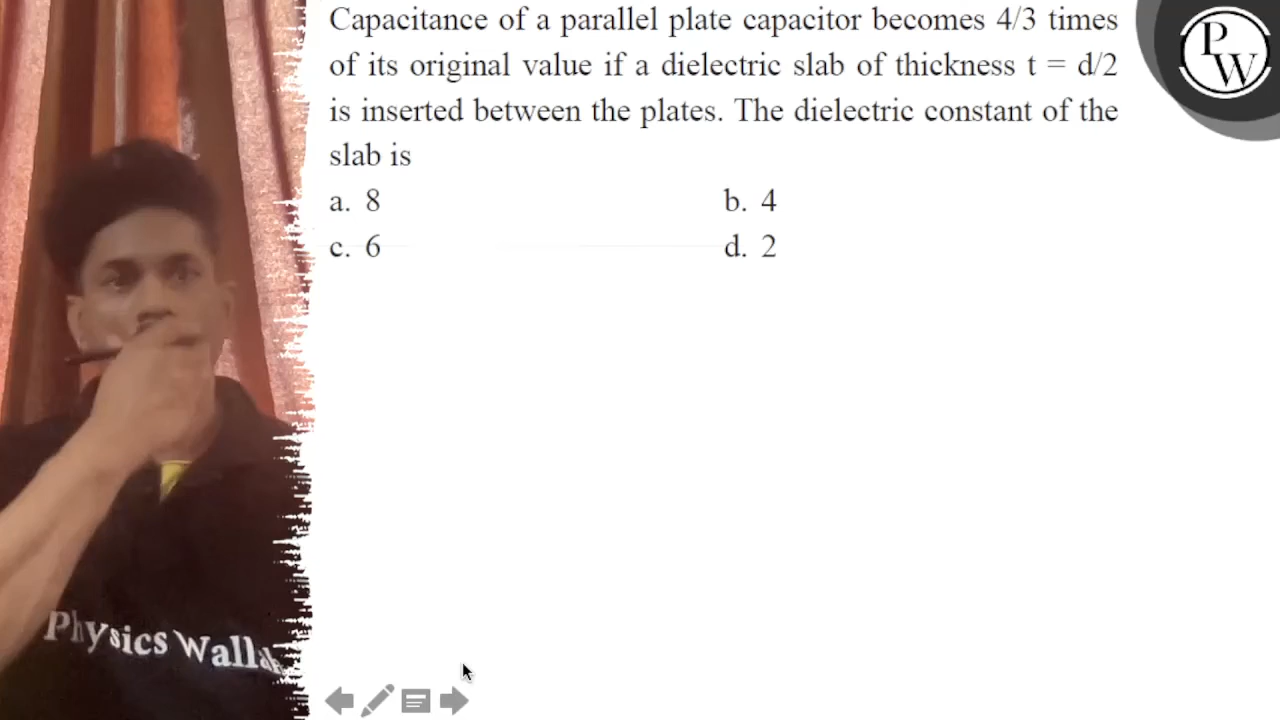 Capacitance of a parallel plate capacitor becomes 4/3 times
of its original value if a dielectric slab of thickness t = d/2
is inserted between the plates. The dielectric constant of the
slab is
a. 8
b. 4
c. 6
d. 2
PW
Physics Wallah